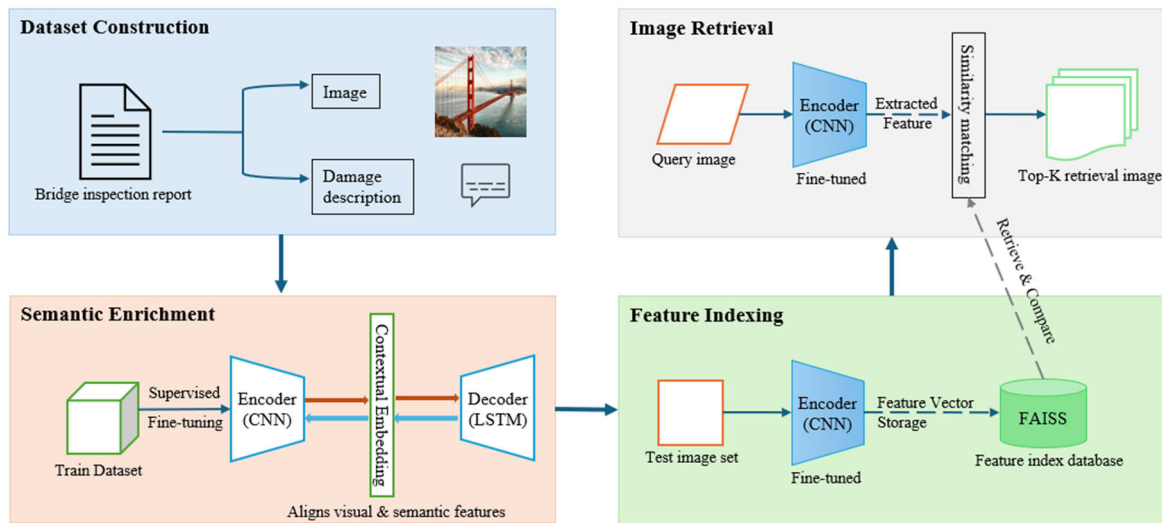 Dataset Construction
Bridge inspection report
Image
Damage
description
Semantic Enrichment
Train Dataset
Supervised
Fine-tuning
Encoder
(CNN)
Contextual Embedding
Decoder
(LSTM)
Aligns visual & semantic features
Image Retrieval
Query image
Encoder
(CNN)
Fine-tuned
Extracted
Feature
Similarity matching
Top-K retrieval image
Retrieve & Compare
Feature Indexing
Test image set
Encoder
(CNN)
Fine-tuned
Feature Vector
Storage
FAISS
Feature index database